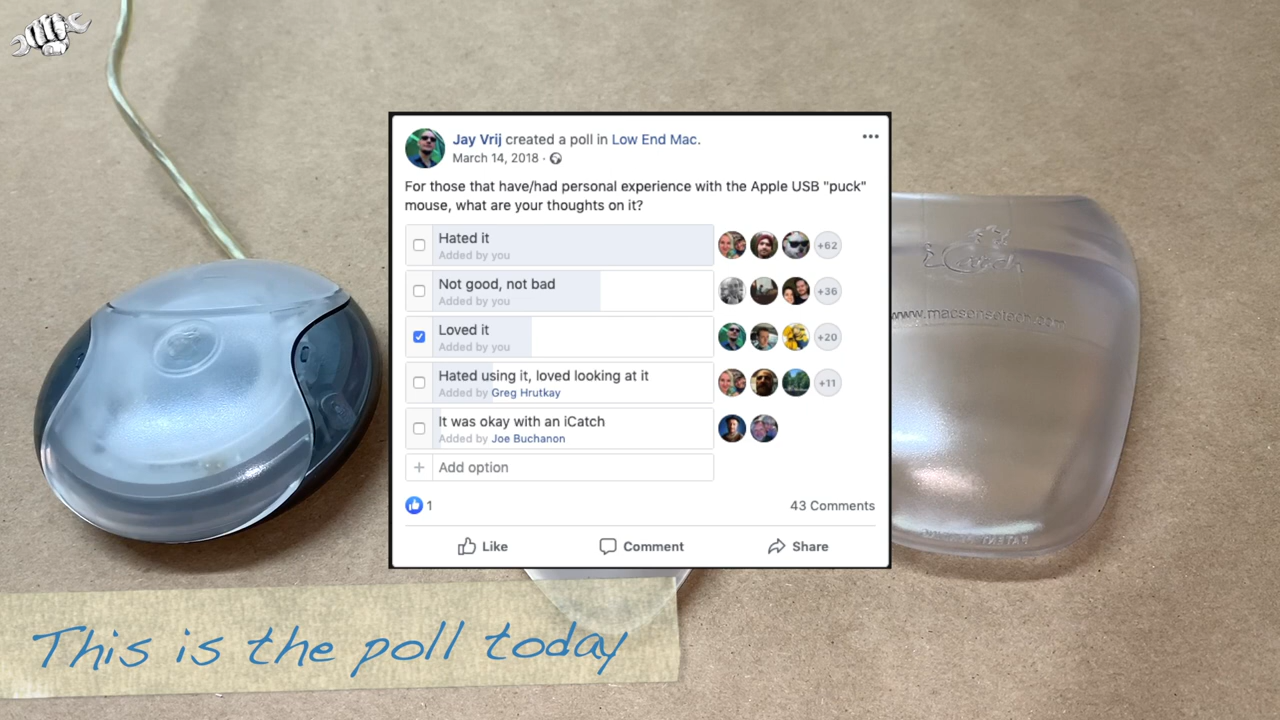 Jay Vrij created a poll in Low End Mac.
March 14, 2018 ·
For those that have/had personal experience with the Apple USB "puck"
mouse, what are your thoughts on it?
Hated it
Added by you
+62
Not good, not bad
Added by you
+36
Loved it
Added by you
+20
Hated using it, loved looking at it
Added by Greg Hrutkay
+11
It was okay with an iCatch
Added by Joe Buchanon
+ Add option
1
43 Comments
Like
Comment
Share
iCatch
www.macsensetech.com
This is the poll today